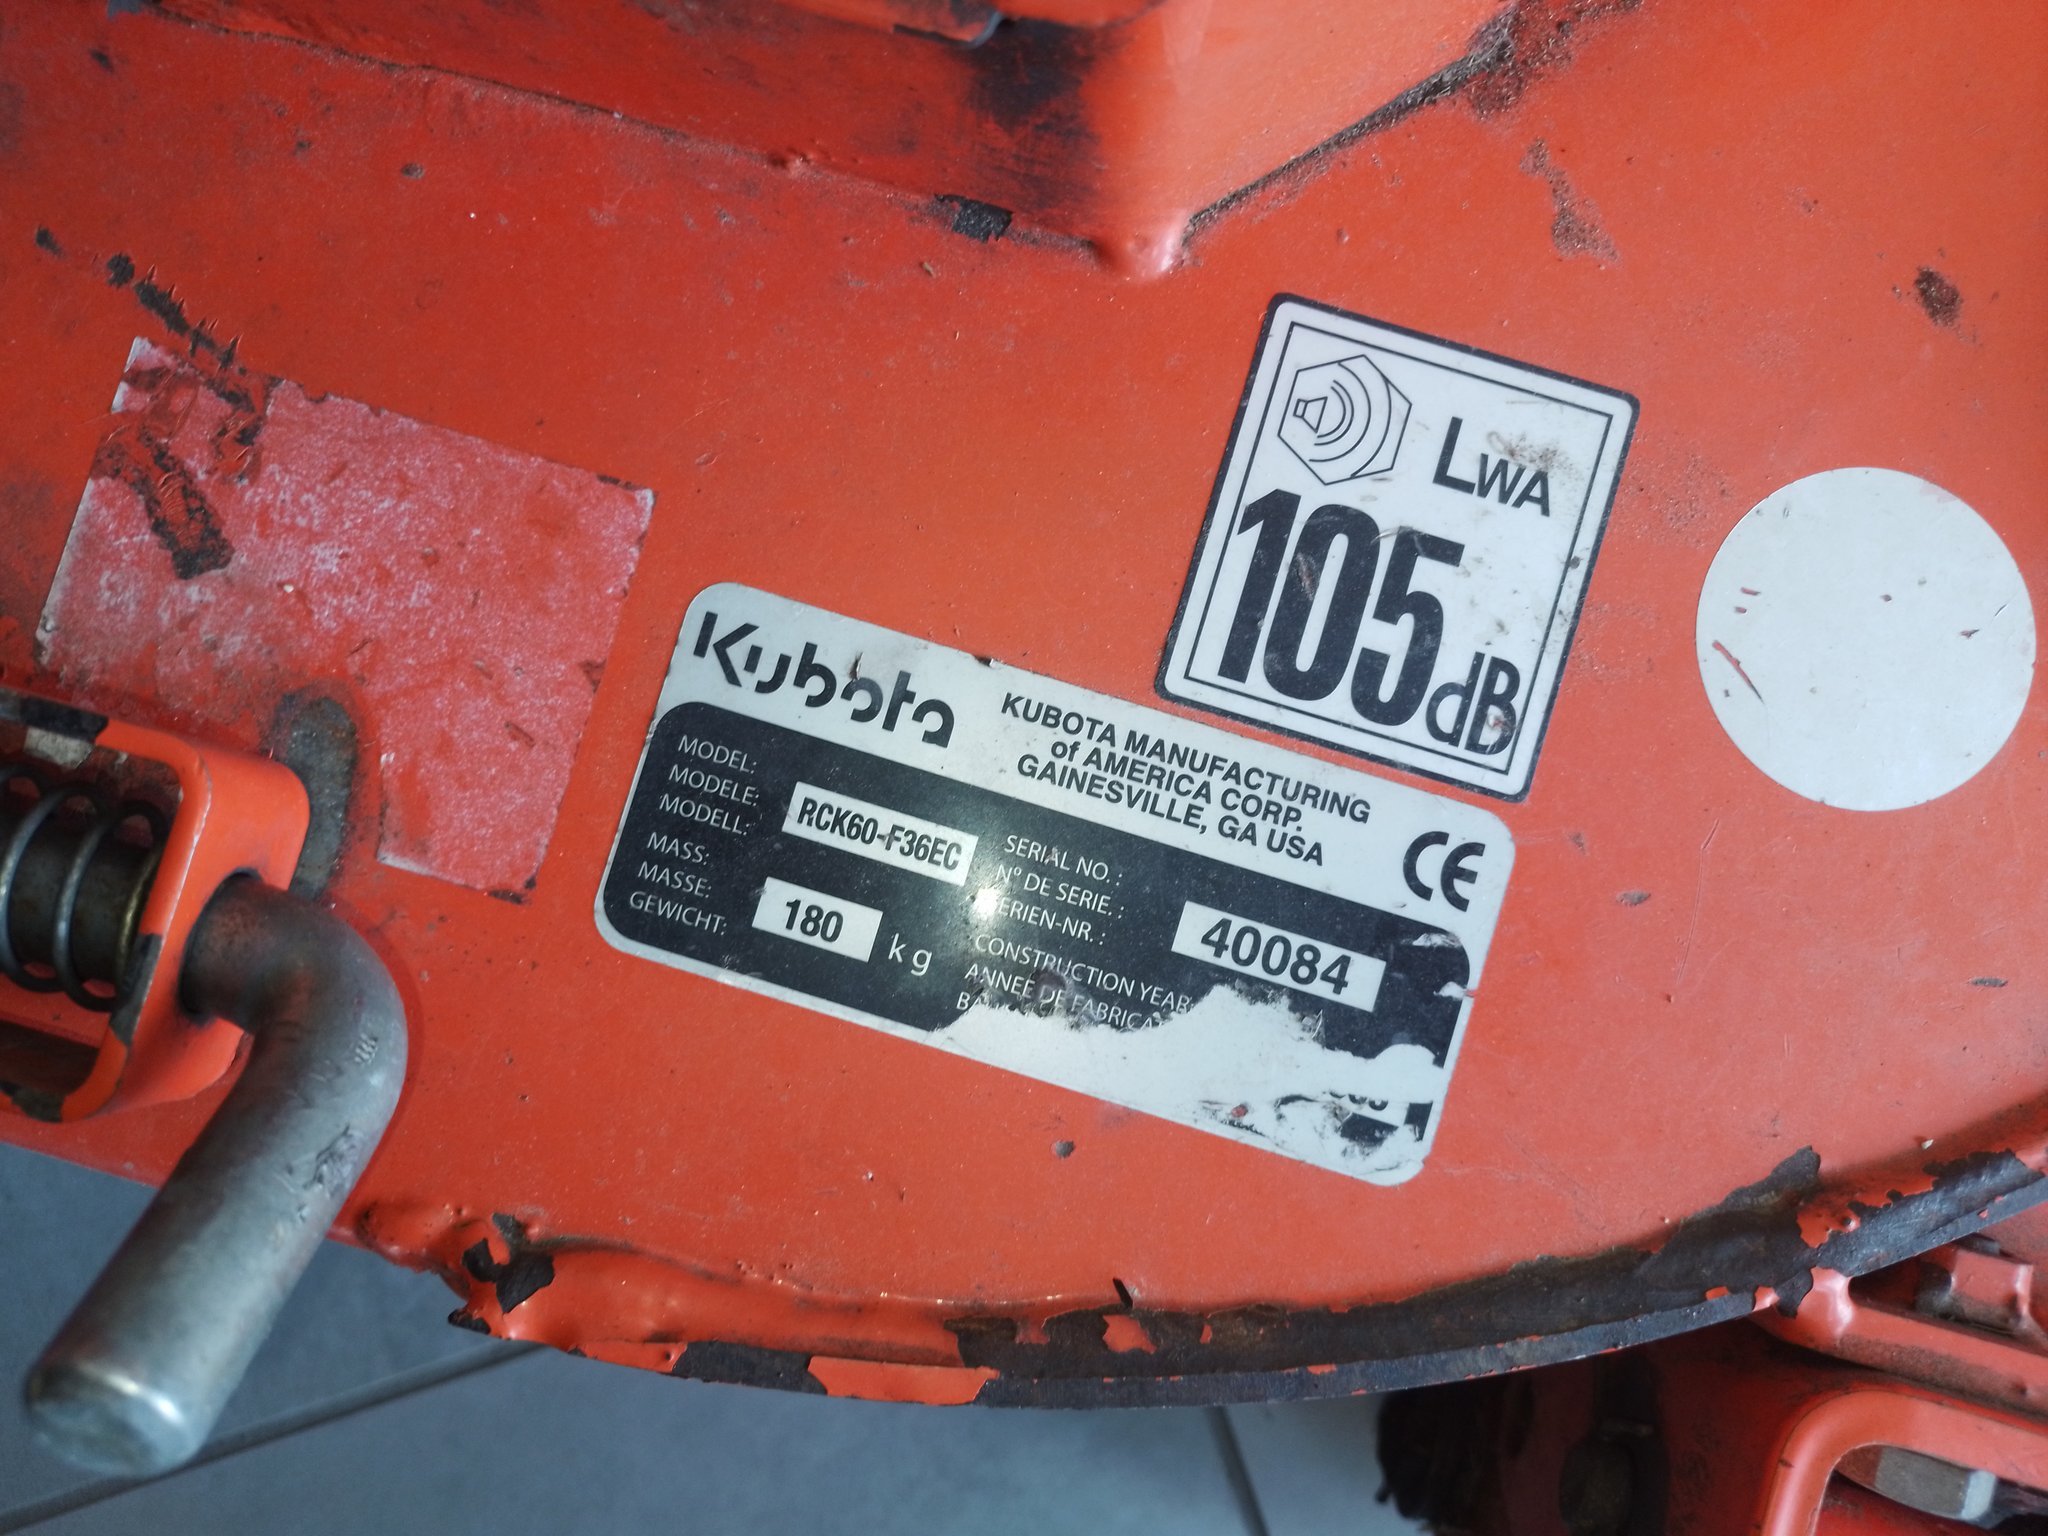 LWA
105dB
Kubota
KUBOTA MANUFACTURING
of AMERICA CORP.
GAINESVILLE, GA USA
CE
MODEL:
MODELE:
MODELL:
RCK60-F36EC
MASS:
MASSE:
GEWICHT:
180 kg
SERIAL NO. :
N° DE SERIE. :
SERIEN-NR. :
40084
CONSTRUCTION YEAR
ANNEE DE FABRICAT